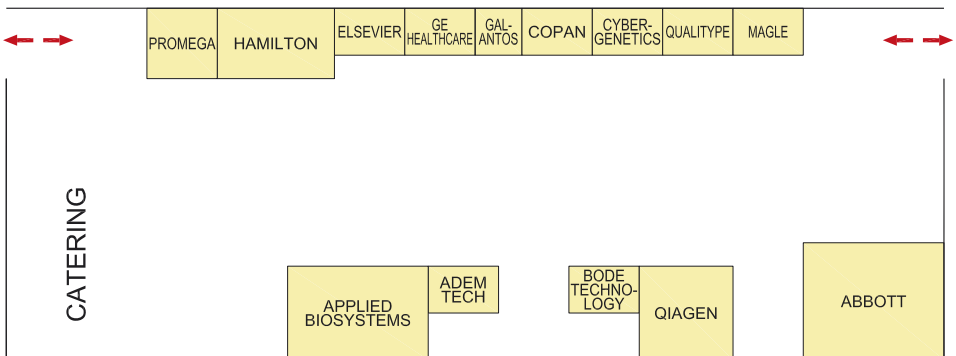 PROMEGA
HAMILTON
ELSEVIER
GE
HEALTHCARE
GAL-
ANTOS
COPAN
CYBER-
GENETICS
QUALITYPE
MAGLE
CATERING
APPLIED
BIOSYSTEMS
ADEM
TECH
BODE
TECHNO-
LOGY
QIAGEN
ABBOTT